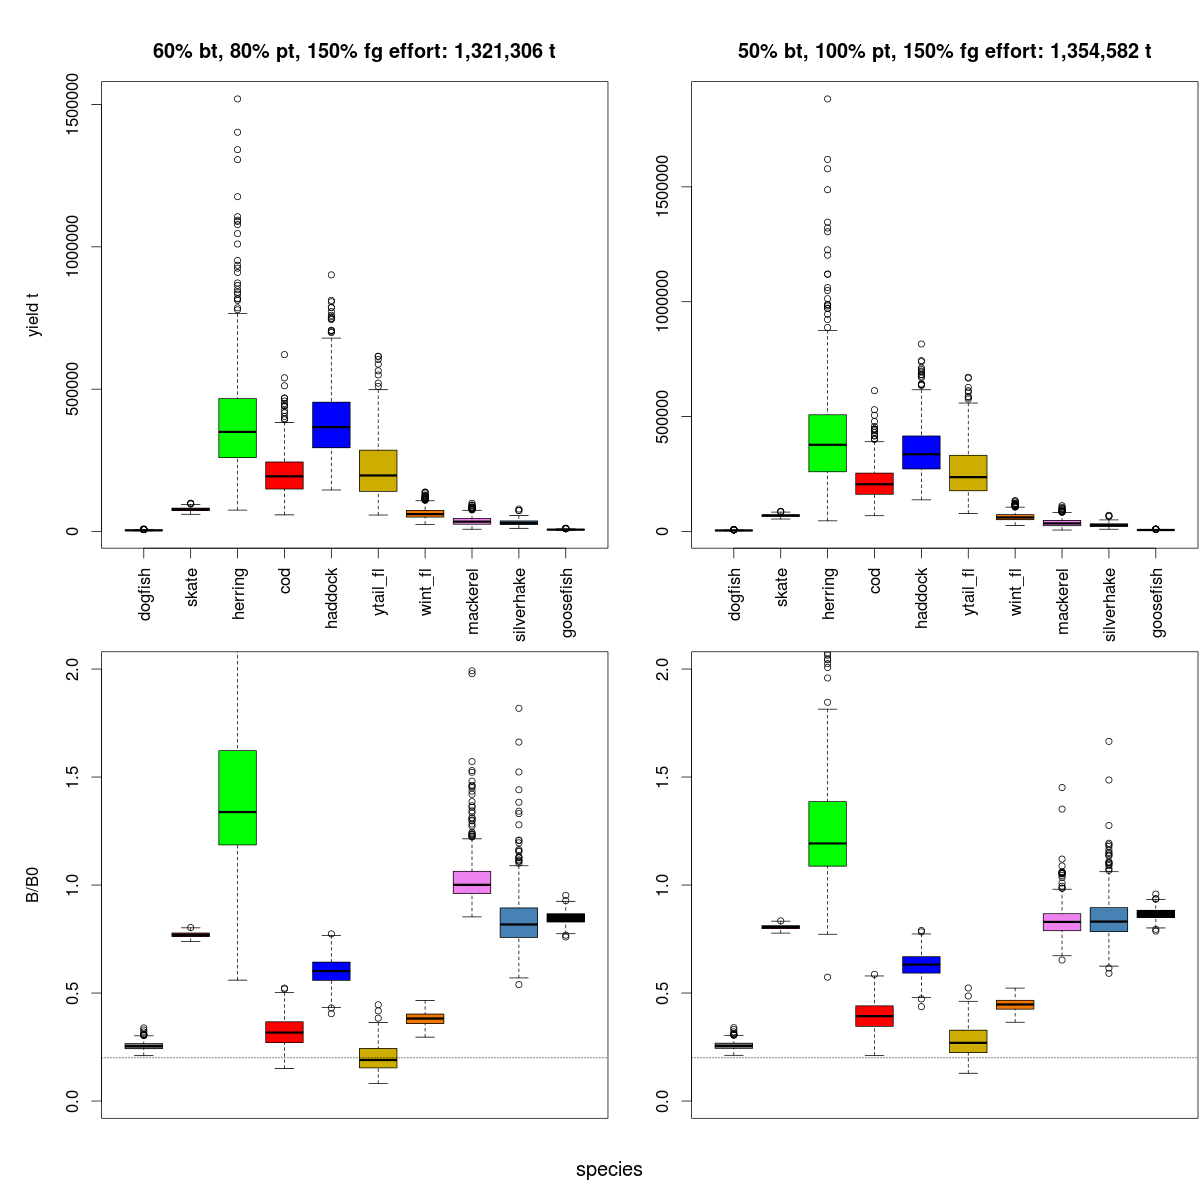 60% bt, 80% pt, 150% fg effort: 1,321,306 t
50% bt, 100% pt, 150% fg effort: 1,354,582 t
yield t
1500000
1000000
500000
0
1500000
1000000
500000
0
dogfish
skate
herring
cod
haddock
ytail_fl
wint_fl
mackerel
silverhake
goosefish
dogfish
skate
herring
cod
haddock
ytail_fl
wint_fl
mackerel
silverhake
goosefish
B/B0
2.0
1.5
1.0
0.5
0.0
2.0
1.5
1.0
0.5
0.0
species